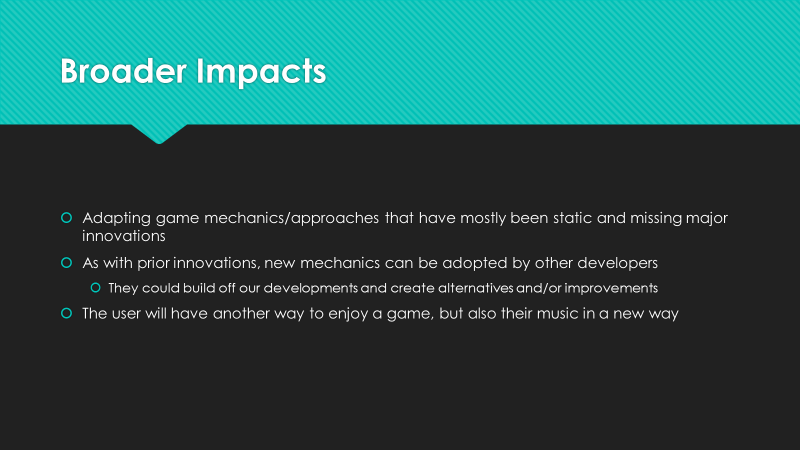 Broader Impacts
Adapting game mechanics/approaches that have mostly been static and missing major
innovations
As with prior innovations, new mechanics can be adopted by other developers
They could build off our developments and create alternatives and/or improvements
The user will have another way to enjoy a game, but also their music in a new way